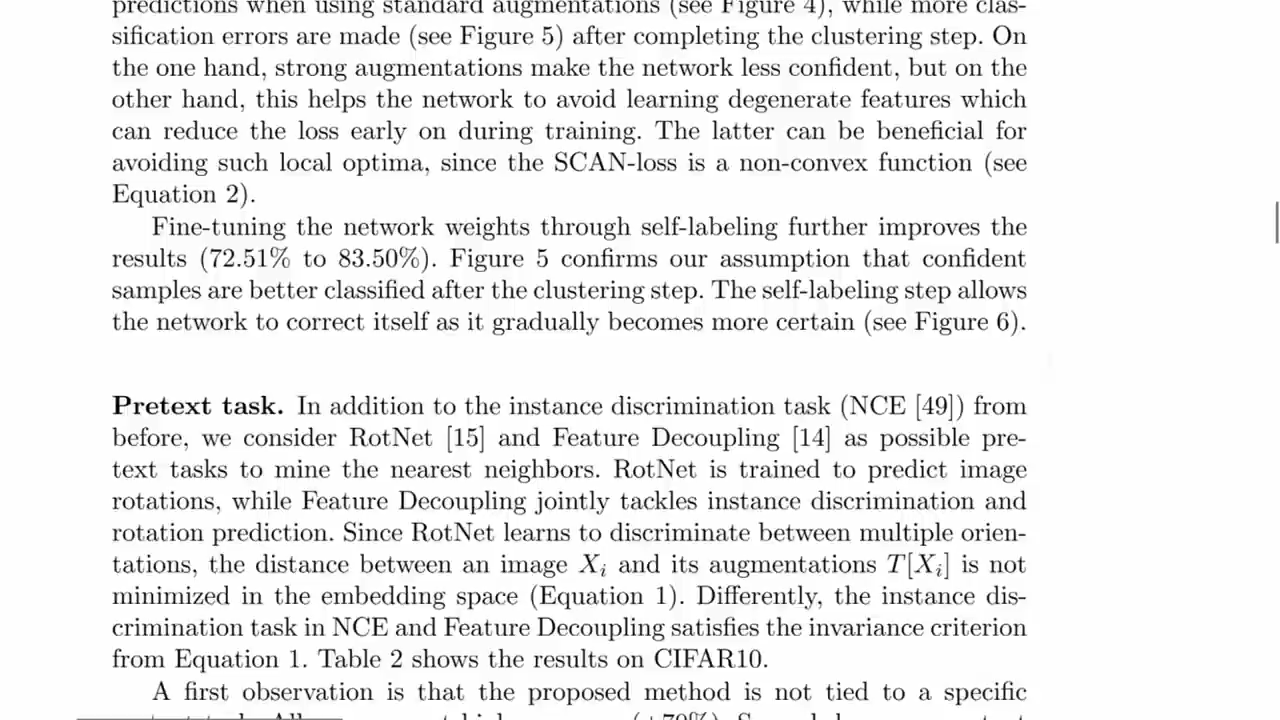 predictions when using standard augmentations (see Figure 4), while more clas-
sification errors are made (see Figure 5) after completing the clustering step. On
the one hand, strong augmentations make the network less confident, but on the
other hand, this helps the network to avoid learning degenerate features which
can reduce the loss early on during training. The latter can be beneficial for
avoiding such local optima, since the SCAN-loss is a non-convex function (see
Equation 2).
Fine-tuning the network weights through self-labeling further improves the
results (72.51% to 83.50%). Figure 5 confirms our assumption that confident
samples are better classified after the clustering step. The self-labeling step allows
the network to correct itself as it gradually becomes more certain (see Figure 6).
Pretext task. In addition to the instance discrimination task (NCE [49]) from
before, we consider RotNet [15] and Feature Decoupling [14] as possible pre-
text tasks to mine the nearest neighbors. RotNet is trained to predict image
rotations, while Feature Decoupling jointly tackles instance discrimination and
rotation prediction. Since RotNet learns to discriminate between multiple orien-
tations, the distance between an image Xᵢ and its augmentations T[Xᵢ] is not
minimized in the embedding space (Equation 1). Differently, the instance dis-
crimination task in NCE and Feature Decoupling satisfies the invariance criterion
from Equation 1. Table 2 shows the results on CIFAR10.
A first observation is that the proposed method is not tied to a specific